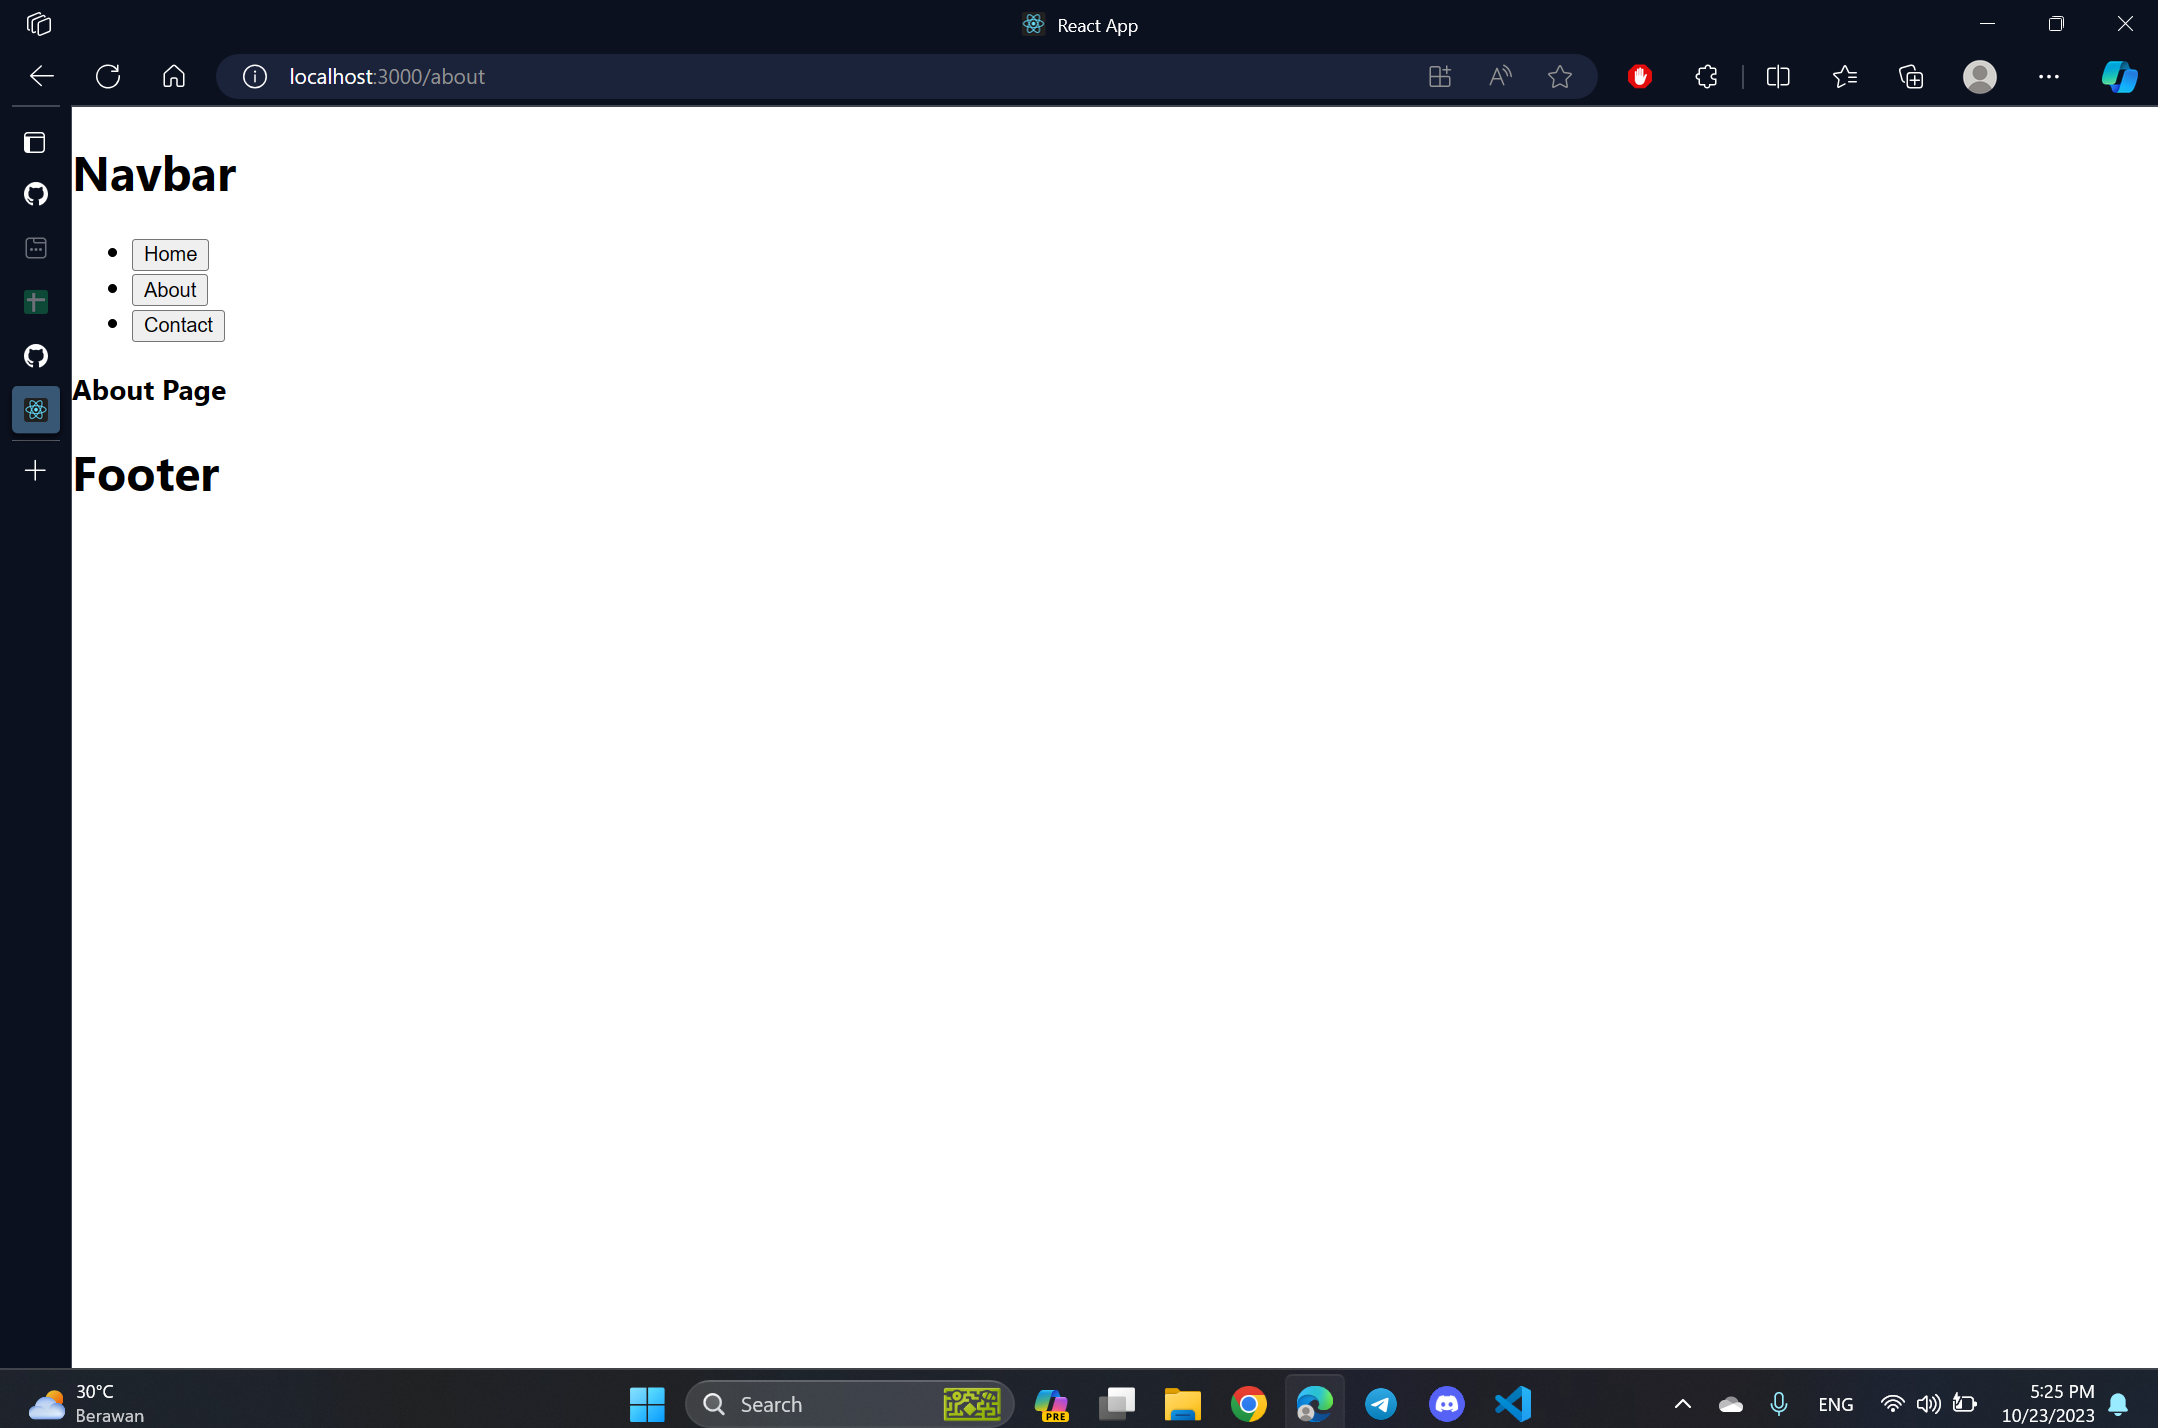 React App
localhost:3000/about
Navbar
Home
About
Contact
About Page
Footer
30°C
Berawan
Search
PRE
ENG
5:25 PM
10/23/2023